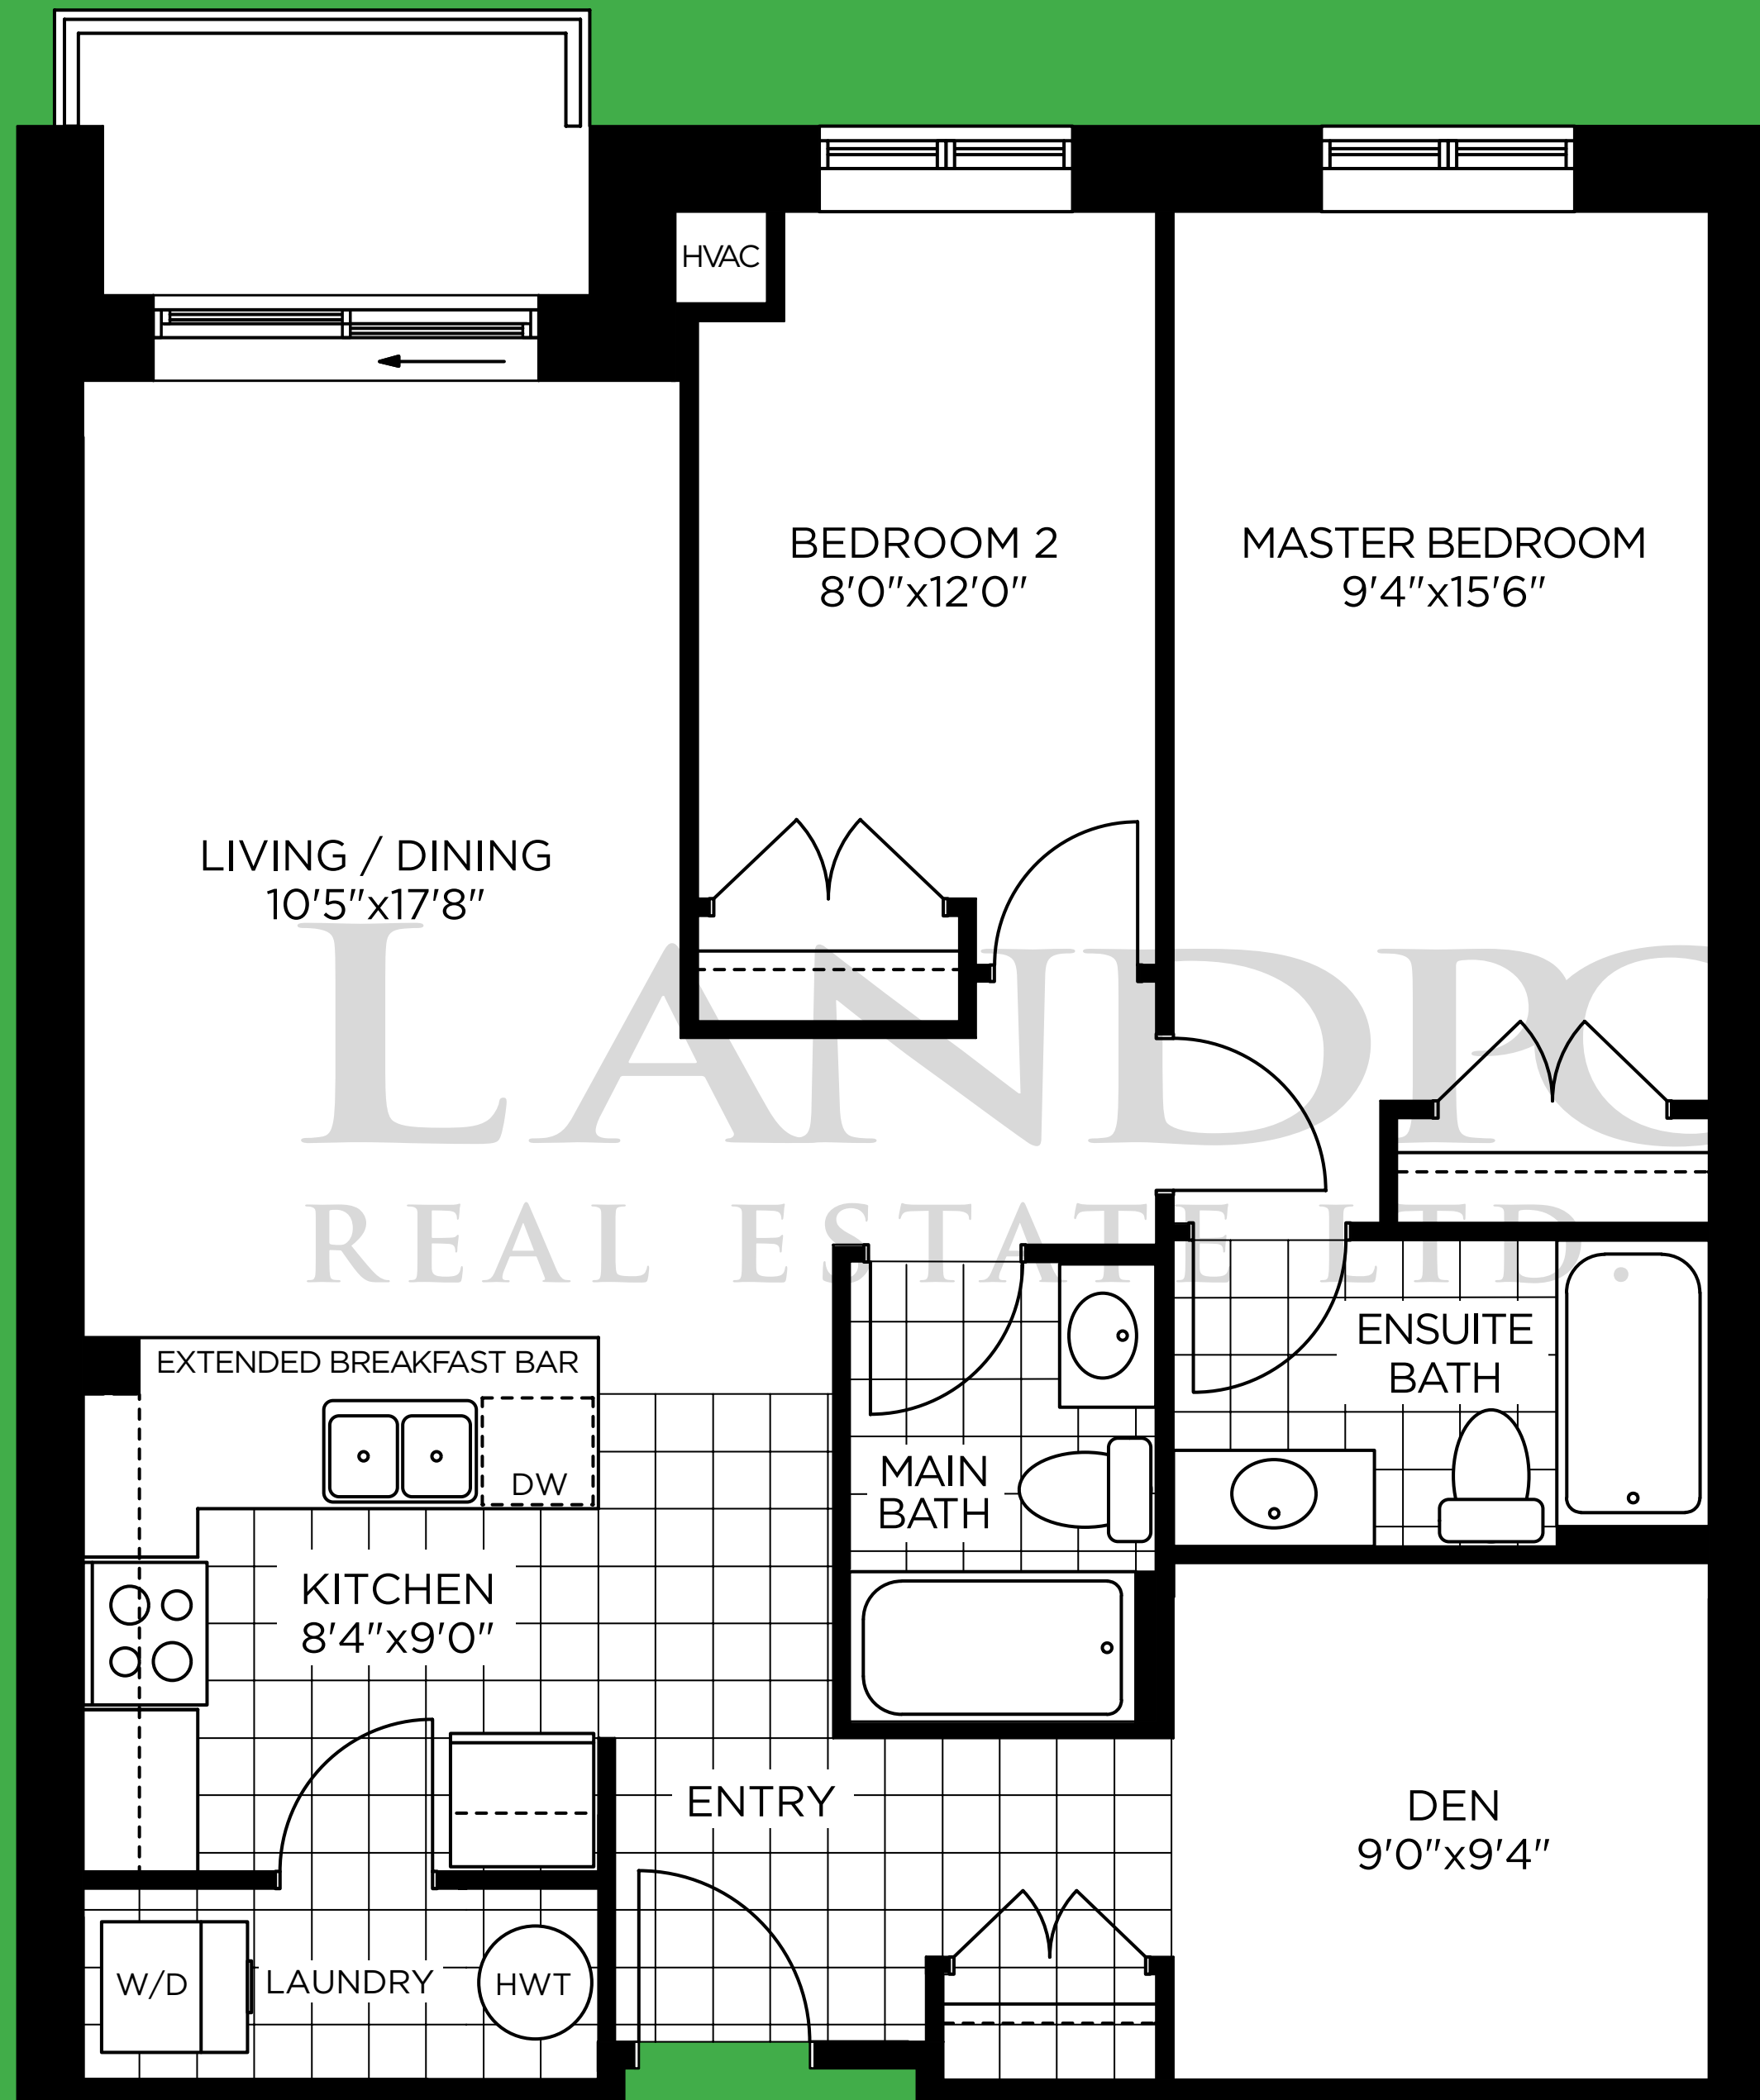 HVAC
BEDROOM 2
8'0"x12'0"
MASTER BEDROOM
9'4"x15'6"
LIVING / DINING
10'5"x17'8"
LANDPO
REAL ESTATE LTD.
EXTENDED BREAKFAST BAR
DW
ENSUITE
BATH
MAIN
BATH
KITCHEN
8'4"x9'0"
ENTRY
DEN
9'0"x9'4"
W/D
LAUNDRY
HWT